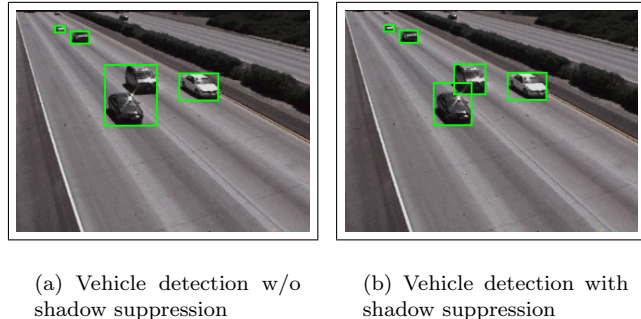 (a) Vehicle detection w/o
shadow suppression
(b) Vehicle detection with
shadow suppression